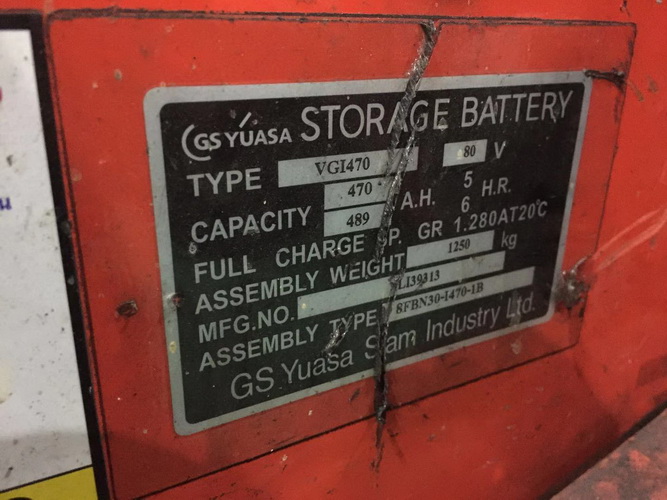 GS YUASA STORAGE BATTERY
TYPE VGI470 80 V
CAPACITY 470 A.H. 5 H.R.
489 6
FULL CHARGE SP. GR 1.280AT20°C
ASSEMBLY WEIGHT 1250 kg
MFG.NO. LI39313
ASSEMBLY TYPE 8FBN30-I470-1B
GS Yuasa Siam Industry Ltd.